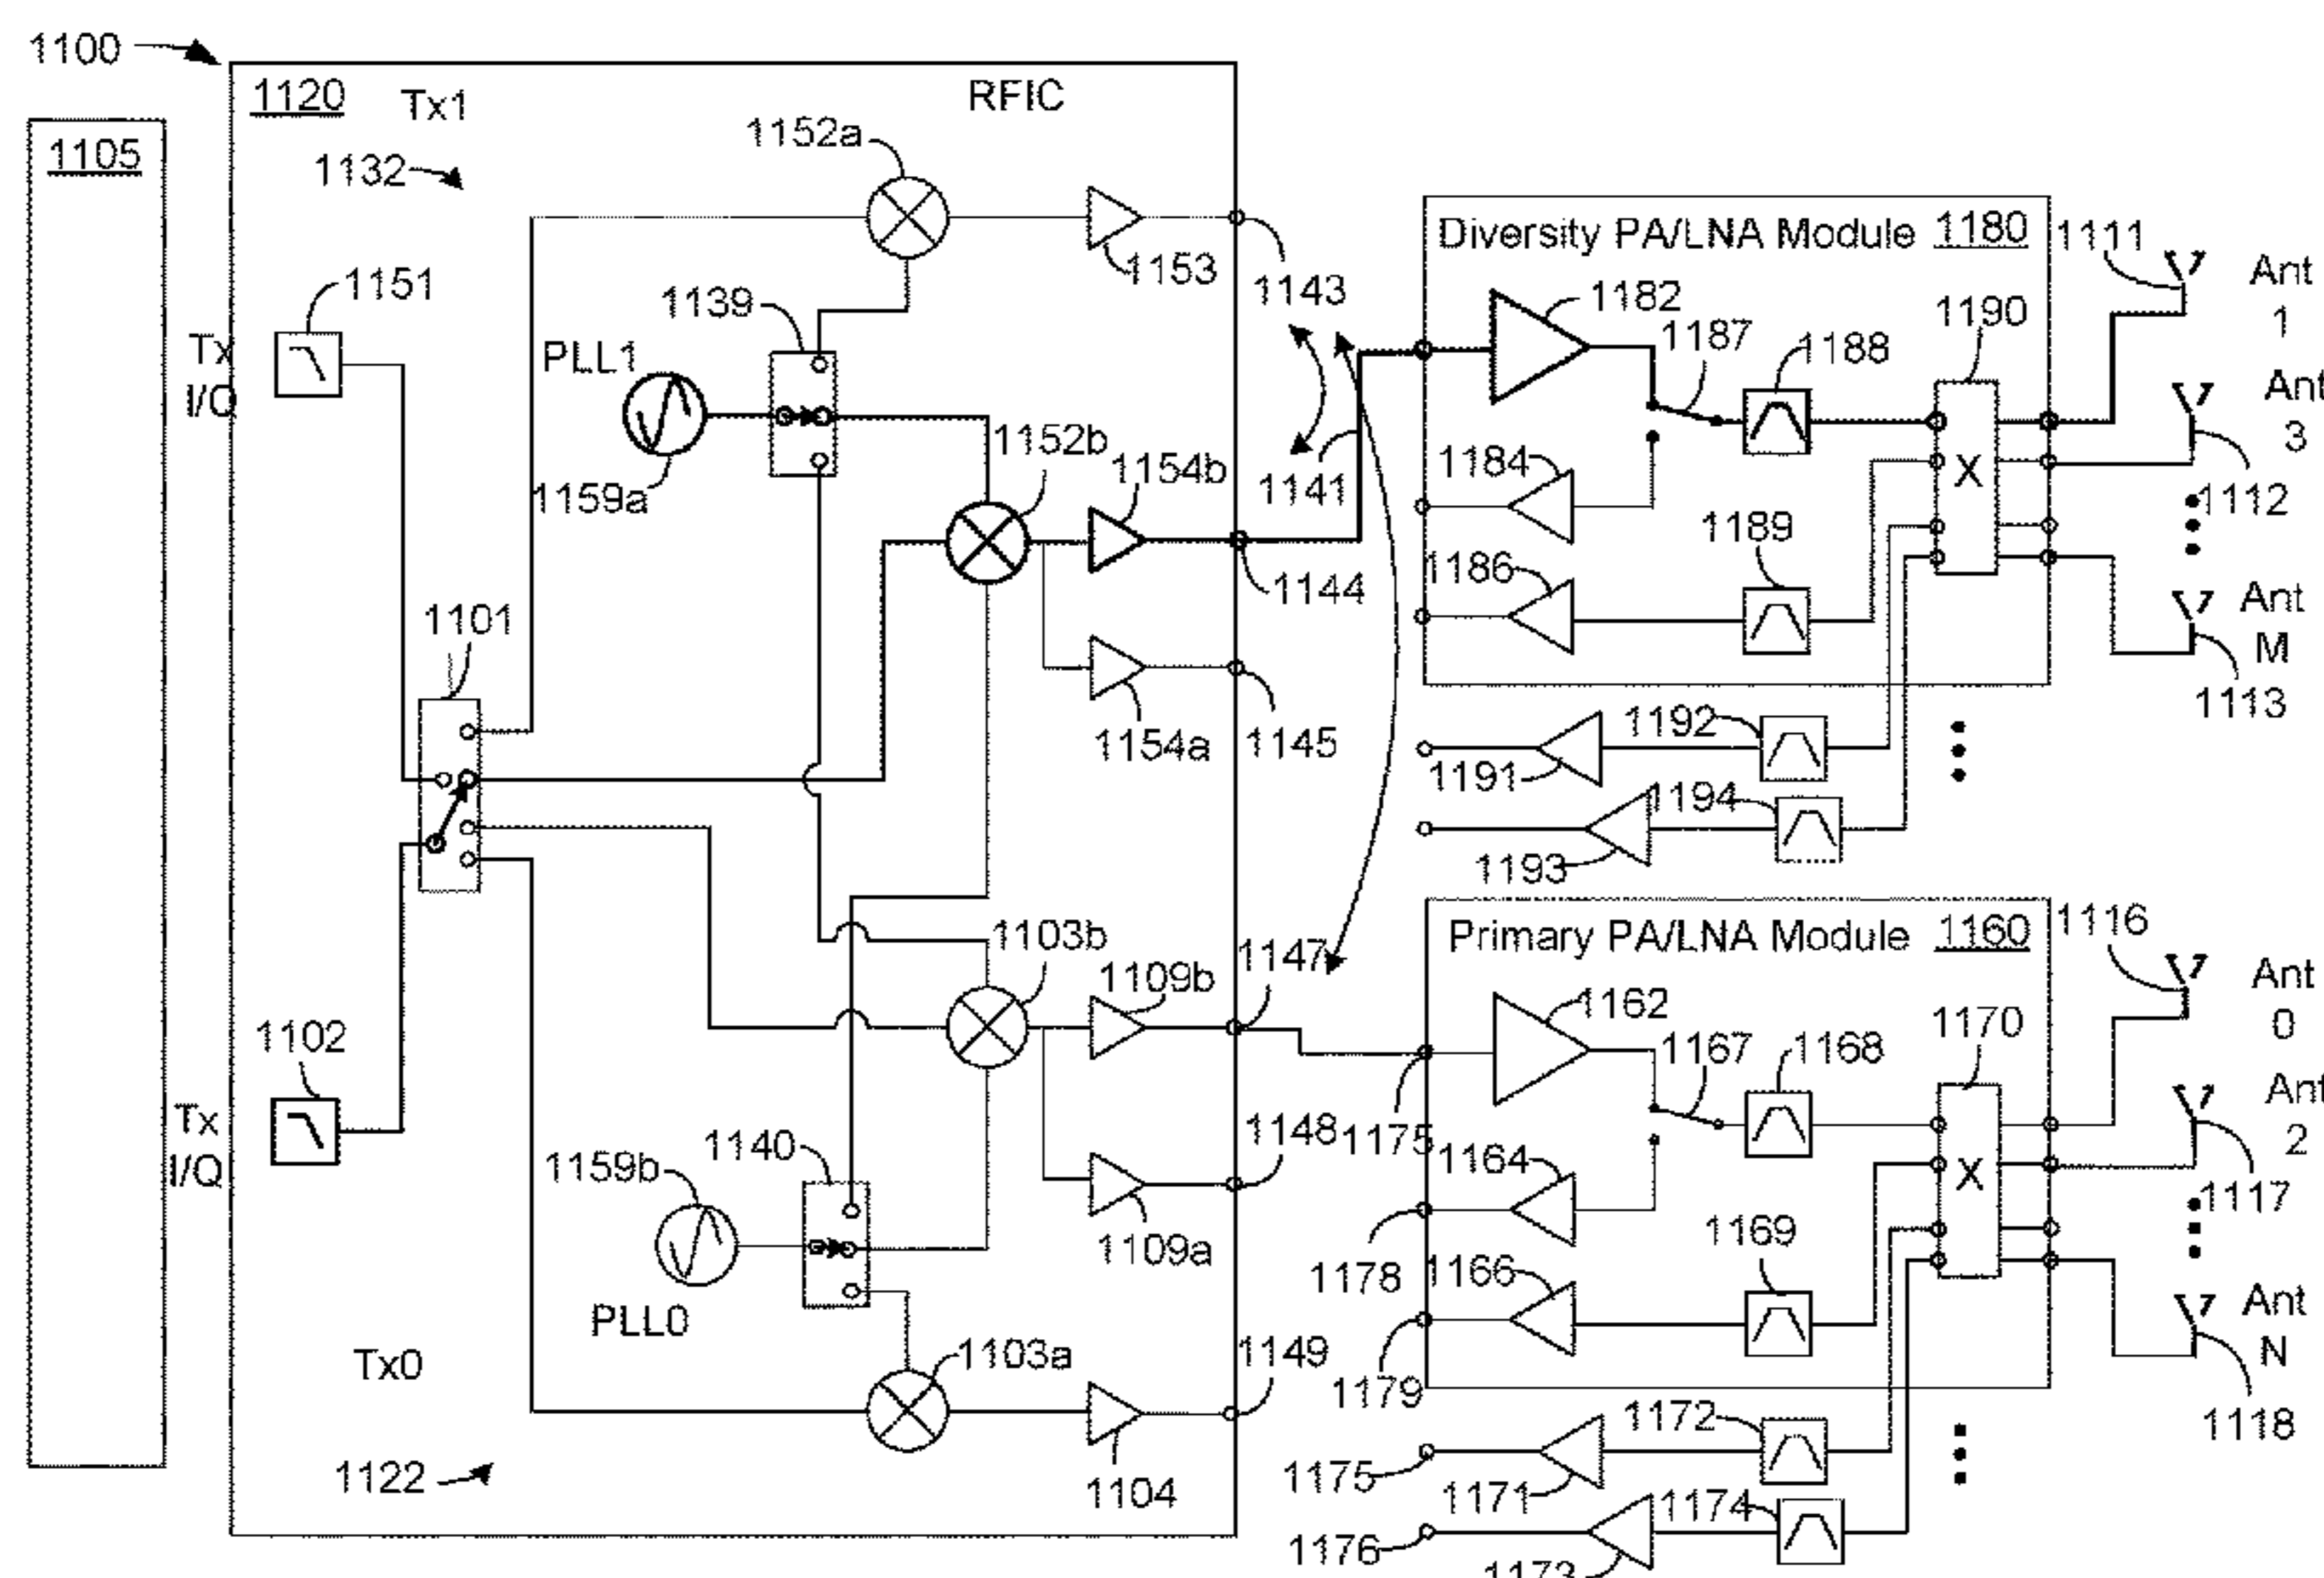 1100
1120
Tx1
RFIC
1105
1132
1152a
1153
1143
1151
Tx
I/Q
1139
PLL1
1159a
1152b
1154b
1141
1144
1154a
1145
1101
Diversity PA/LNA Module 1180
1182
1187
1188
1190
1184
1186
1189
1111
Ant
1
Ant
3
1112
Ant
M
1113
1192
1191
1194
1193
1102
Tx
I/Q
1103b
1109b
1147
1148
1109a
1140
1159b
PLL0
Tx0
1103a
1149
1104
1122
Primary PA/LNA Module 1160
1162
1167
1168
1170
1175
1164
1178
1166
1169
1179
1116
Ant
0
Ant
2
1117
Ant
N
1118
1172
1175
1171
1174
1176
1173